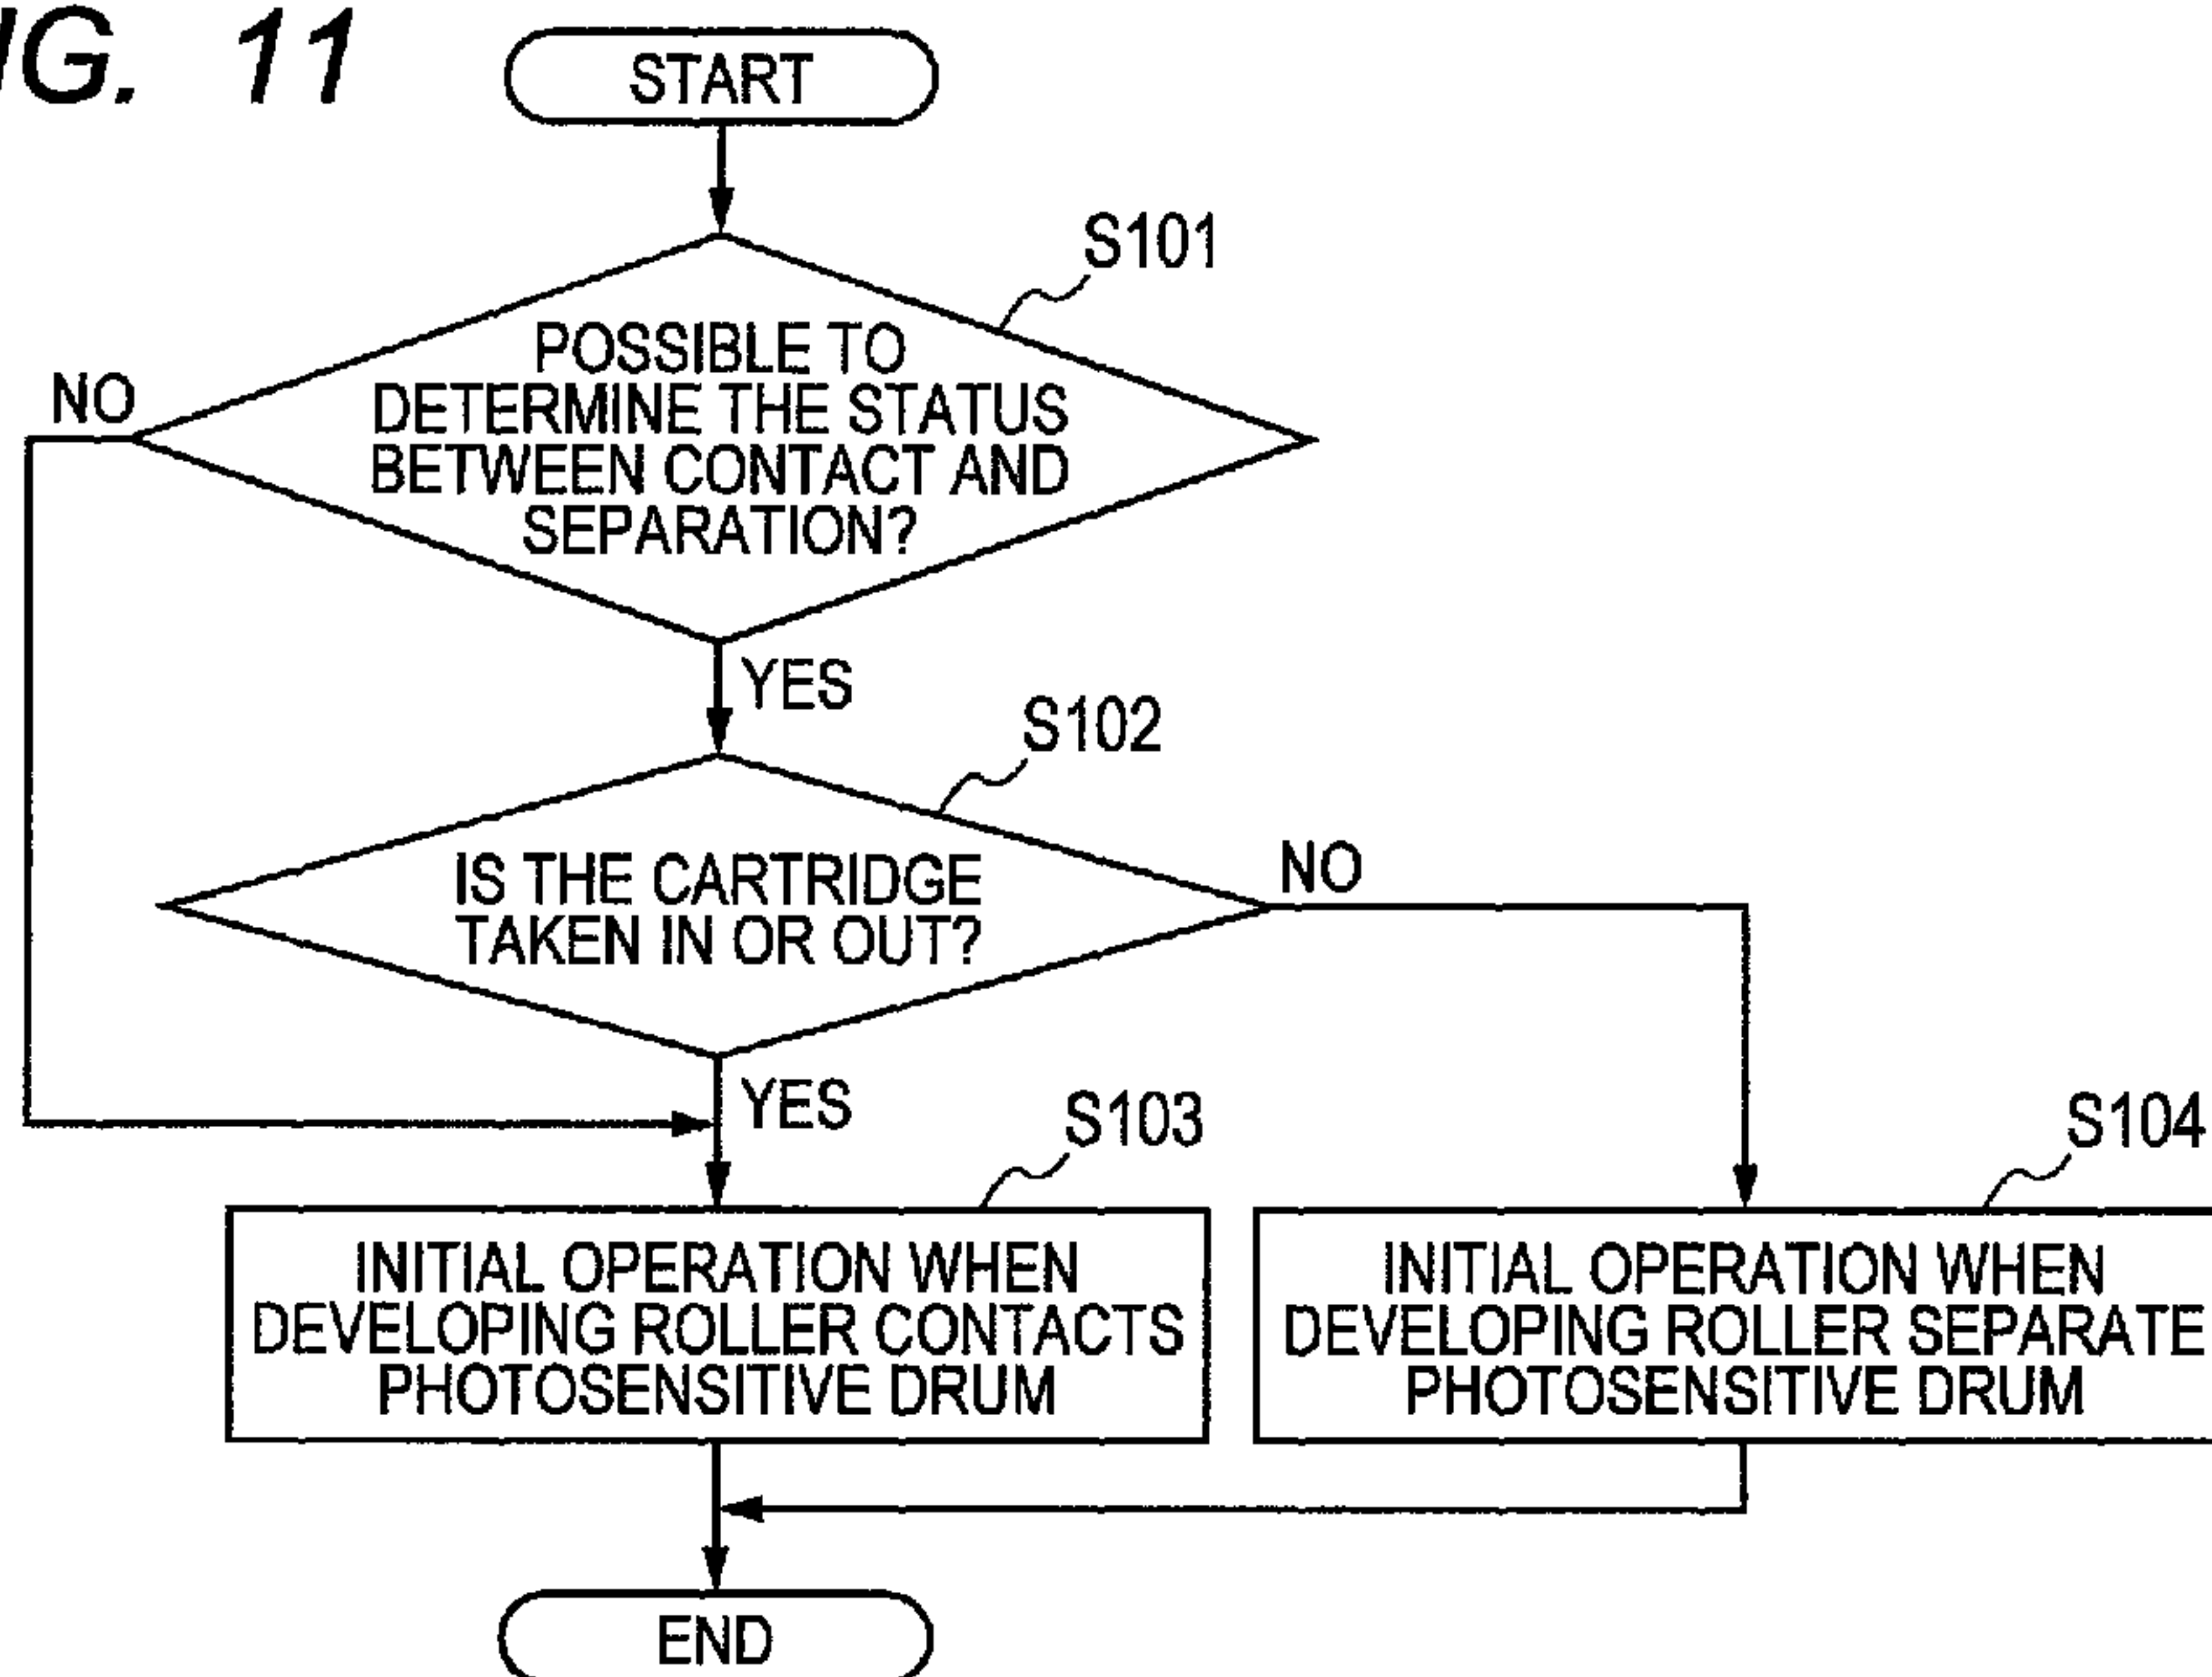 IG. 11
START
S101
POSSIBLE TO
DETERMINE THE STATUS
BETWEEN CONTACT AND
SEPARATION?
NO
YES
S102
IS THE CARTRIDGE
TAKEN IN OR OUT?
NO
YES
S103
INITIAL OPERATION WHEN
DEVELOPING ROLLER CONTACTS
PHOTOSENSITIVE DRUM
S104
INITIAL OPERATION WHEN
DEVELOPING ROLLER SEPARATE
PHOTOSENSITIVE DRUM
END